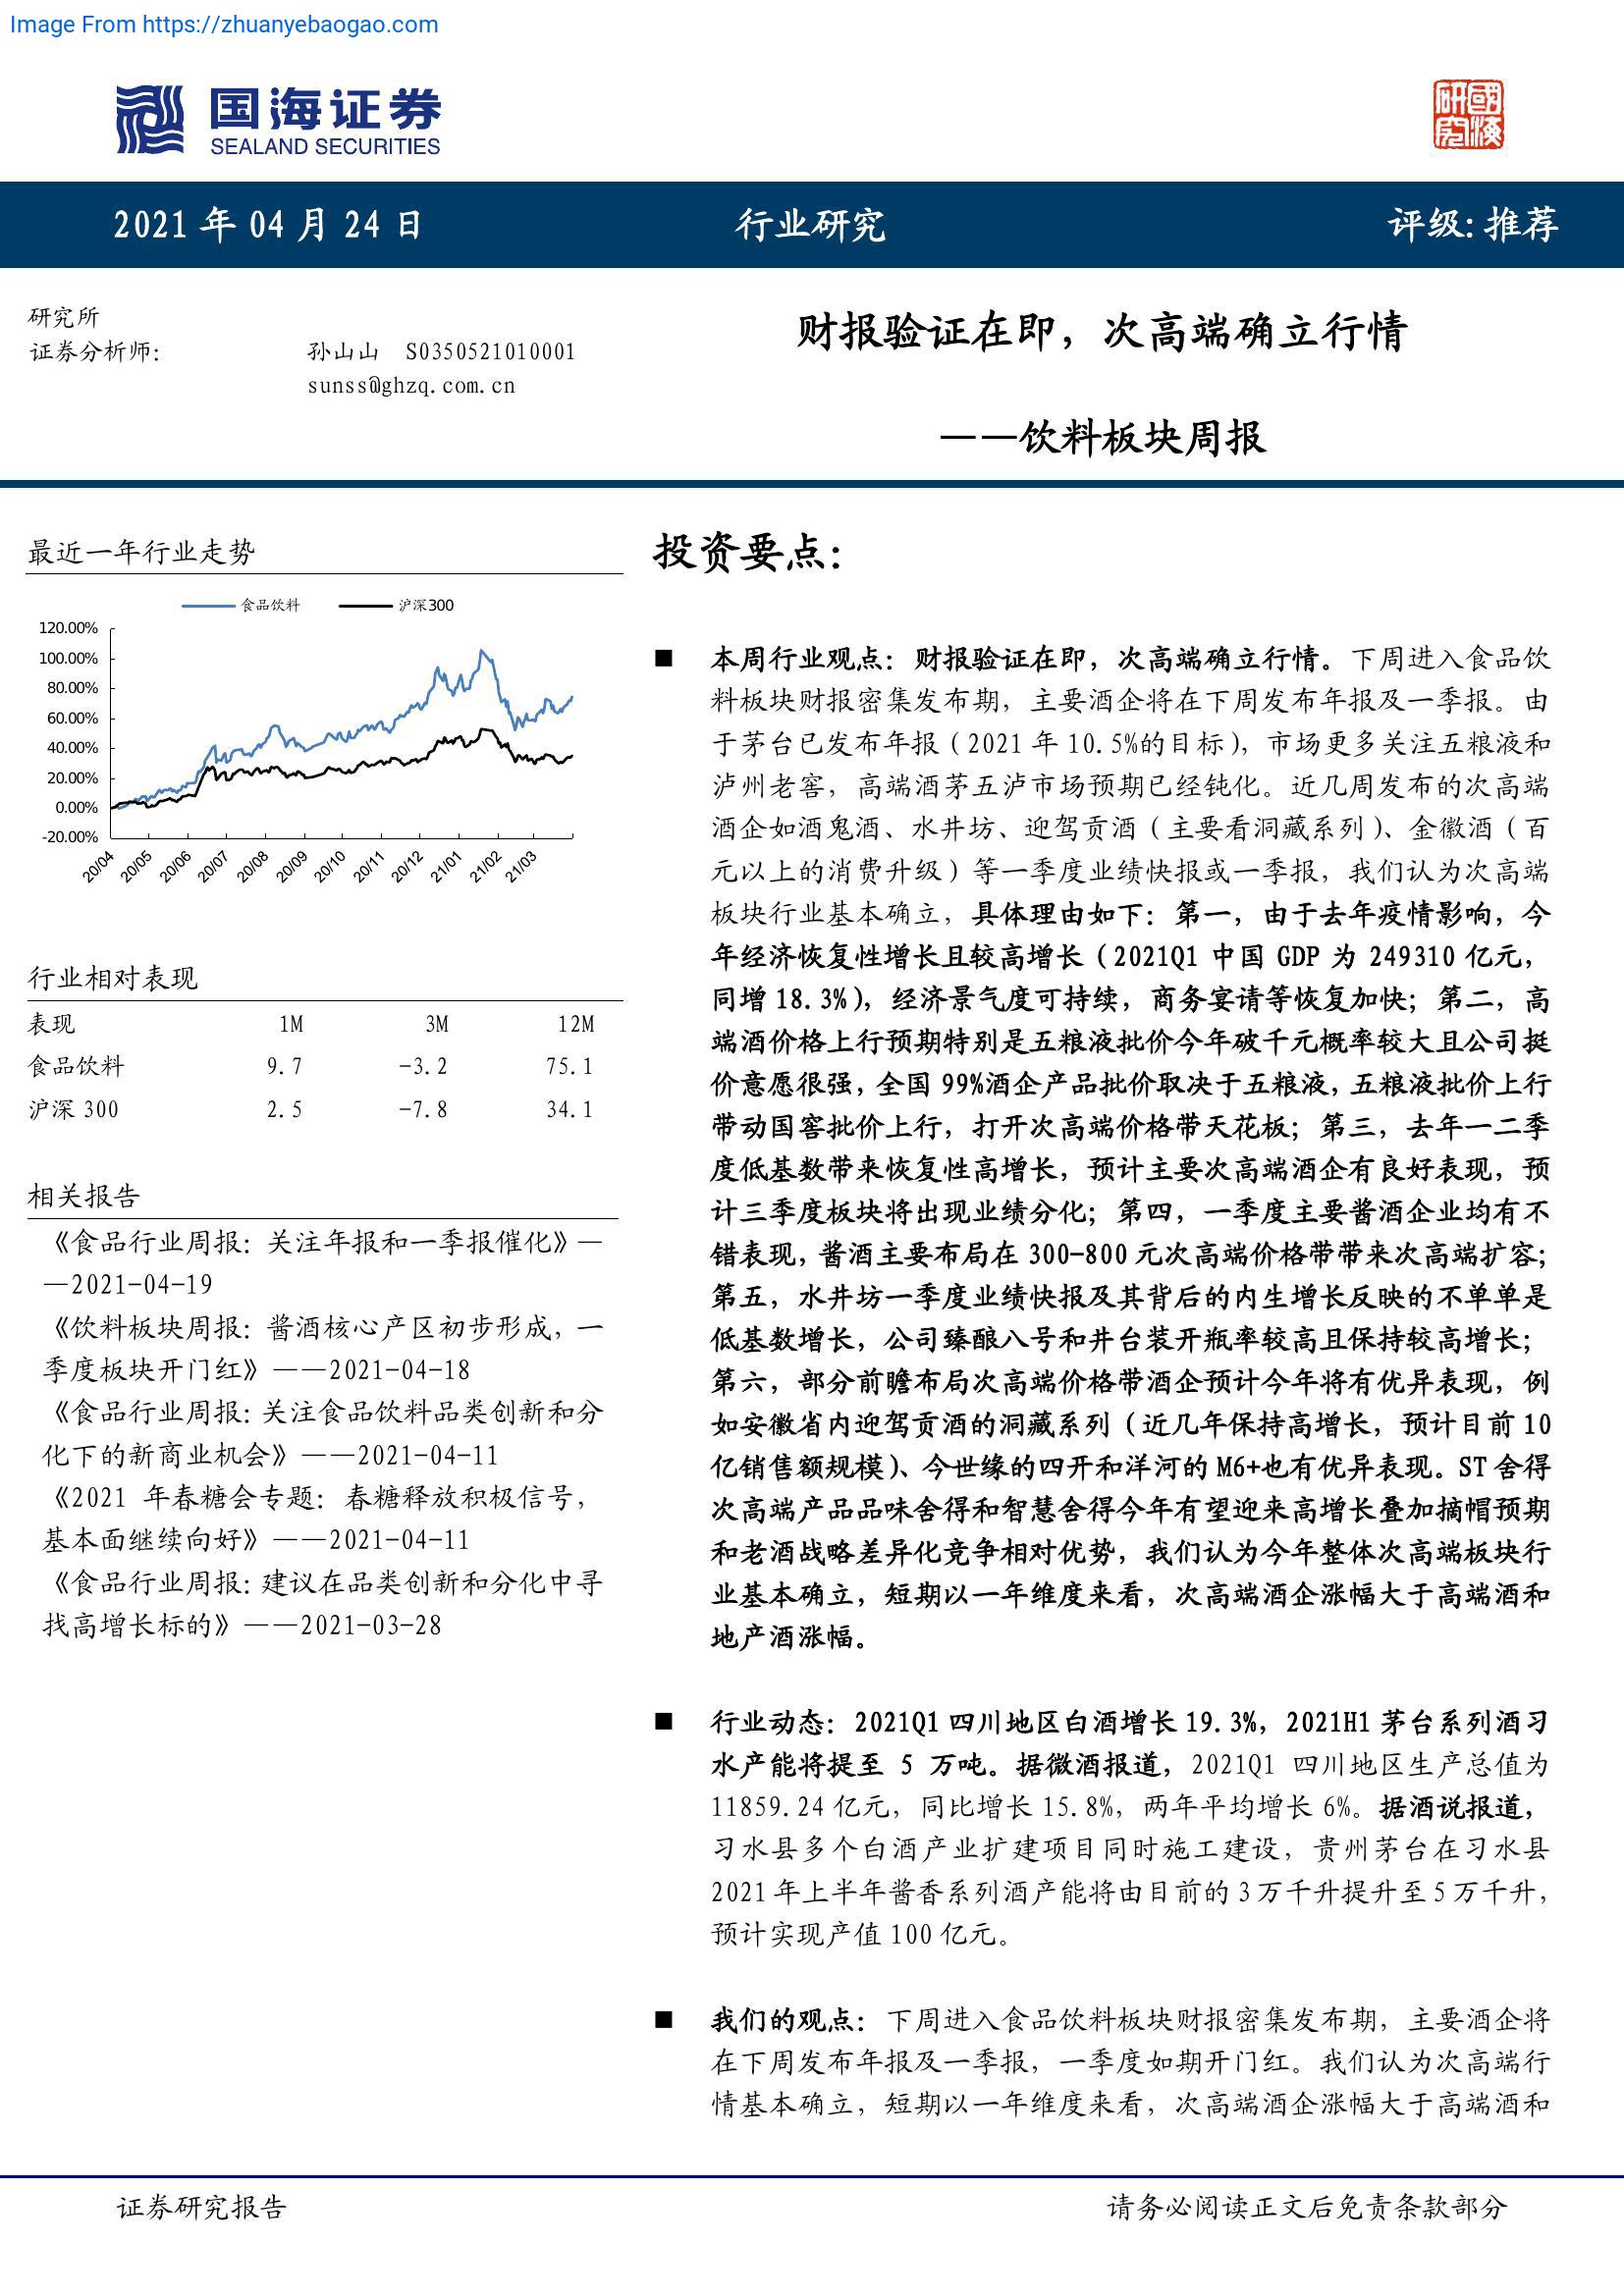 Image From https://zhuanyebaogao.com
国海证券
SEALAND SECURITIES
研 國
究 海
2021 年 04 月 24 日
行业研究
评级:推荐
研究所
证券分析师:
孙山山 S0350521010001
sunss@ghzq.com.cn
财报验证在即，次高端确立行情
——饮料板块周报
最近一年行业走势
食品饮料 沪深300
120.00%
100.00%
80.00%
60.00%
40.00%
20.00%
0.00%
-20.00%
20/04 20/05 20/06 20/07 20/08 20/09 20/10 20/11 20/12 21/01 21/02 21/03
行业相对表现
表现 1M 3M 12M
食品饮料 9.7 -3.2 75.1
沪深 300 2.5 -7.8 34.1
相关报告
《食品行业周报：关注年报和一季报催化》—
—2021-04-19
《饮料板块周报：酱酒核心产区初步形成，一
季度板块开门红》——2021-04-18
《食品行业周报：关注食品饮料品类创新和分
化下的新商业机会》——2021-04-11
《2021 年春糖会专题：春糖释放积极信号，
基本面继续向好》——2021-04-11
《食品行业周报：建议在品类创新和分化中寻
找高增长标的》——2021-03-28
投资要点：
■ 本周行业观点：财报验证在即，次高端确立行情。下周进入食品饮
料板块财报密集发布期，主要酒企将在下周发布年报及一季报。由
于茅台已发布年报（2021 年 10.5%的目标），市场更多关注五粮液和
泸州老窖，高端酒茅五泸市场预期已经钝化。近几周发布的次高端
酒企如酒鬼酒、水井坊、迎驾贡酒（主要看洞藏系列）、金徽酒（百
元以上的消费升级）等一季度业绩快报或一季报，我们认为次高端
板块行业基本确立，具体理由如下：第一，由于去年疫情影响，今
年经济恢复性增长且较高增长（2021Q1 中国 GDP 为 249310 亿元，
同增 18.3%），经济景气度可持续，商务宴请等恢复加快；第二，高
端酒价格上行预期特别是五粮液批价今年破千元概率较大且公司挺
价意愿很强，全国 99%酒企产品批价取决于五粮液，五粮液批价上行
带动国窖批价上行，打开次高端价格带天花板；第三，去年一二季
度低基数带来恢复性高增长，预计主要次高端酒企有良好表现，预
计三季度板块将出现业绩分化；第四，一季度主要酱酒企业均有不
错表现，酱酒主要布局在 300-800 元次高端价格带带来次高端扩容；
第五，水井坊一季度业绩快报及其背后的内生增长反映的不单单是
低基数增长，公司臻酿八号和井台装开瓶率较高且保持较高增长；
第六，部分前瞻布局次高端价格带酒企预计今年将有优异表现，例
如安徽省内迎驾贡酒的洞藏系列（近几年保持高增长，预计目前 10
亿销售额规模）、今世缘的四开和洋河的 M6+也有优异表现。ST 舍得
次高端产品品味舍得和智慧舍得今年有望迎来高增长叠加摘帽预期
和老酒战略差异化竞争相对优势，我们认为今年整体次高端板块行
业基本确立，短期以一年维度来看，次高端酒企涨幅大于高端酒和
地产酒涨幅。
■ 行业动态：2021Q1 四川地区白酒增长 19.3%，2021H1 茅台系列酒习
水产能将提至 5 万吨。据微酒报道，2021Q1 四川地区生产总值为
11859.24 亿元，同比增长 15.8%，两年平均增长 6%。据酒说报道，
习水县多个白酒产业扩建项目同时施工建设，贵州茅台在习水县
2021 年上半年酱香系列酒产能将由目前的 3 万千升提升至 5 万千升，
预计实现产值 100 亿元。
■ 我们的观点：下周进入食品饮料板块财报密集发布期，主要酒企将
在下周发布年报及一季报，一季度如期开门红。我们认为次高端行
情基本确立，短期以一年维度来看，次高端酒企涨幅大于高端酒和
证券研究报告
请务必阅读正文后免责条款部分